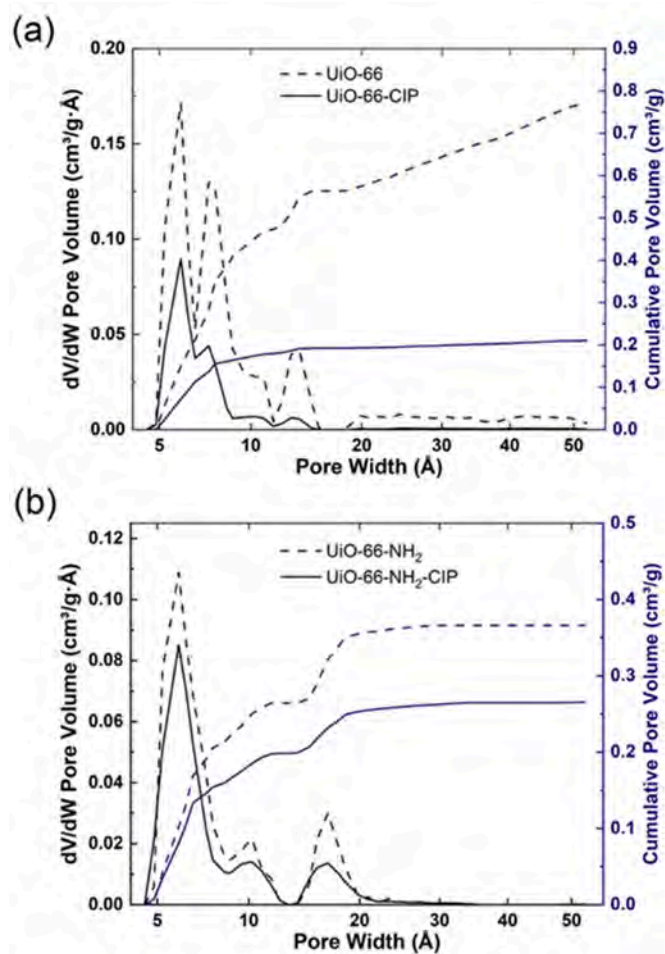 (a)
UiO-66
UiO-66-CIP
dV/dW Pore Volume (cm³/g·Å)
0.20
0.15
0.10
0.05
0.00
Cumulative Pore Volume (cm³/g)
0.9
0.8
0.7
0.6
0.5
0.4
0.3
0.2
0.1
0.0
5 10 20 30 40 50
Pore Width (Å)
(b)
UiO-66-NH₂
UiO-66-NH₂-CIP
dV/dW Pore Volume (cm³/g·Å)
0.12
0.10
0.08
0.06
0.04
0.02
0.00
Cumulative Pore Volume (cm³/g)
0.5
0.4
0.3
0.2
0.1
0.0
5 10 20 30 40 50
Pore Width (Å)